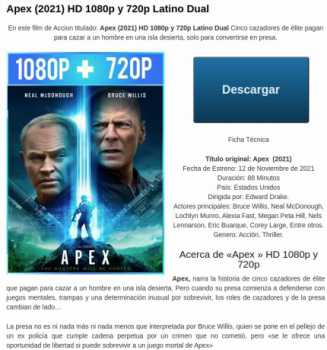 Apex (2021) HD 1080p y 720p Latino Dual
En este film de Accion titulado: Apex (2021) HD 1080p y 720p Latino Dual Cinco cazadores de élite pagan
para cazar a un hombre en una isla desierta, solo para convertirse en presa.
1080P + 720P
NEAL McDONOUGH
BRUCE WILLIS
APEX
THE HUNTERS WILL BE HUNTED
Descargar
Ficha Técnica
Título original: Apex (2021)
Fecha de Estreno: 12 de Noviembre de 2021
Duración: 88 Minutos
País: Estados Unidos
Dirigida por: Edward Drake.
Actores principales: Bruce Willis, Neal McDonough,
Lochlyn Munro, Alexia Fast, Megan Peta Hill, Nels
Lennarson, Eric Buarque, Corey Large, Entre otros.
Genero: Acción, Thriller.
Acerca de «Apex » HD 1080p y
720p
Apex, narra la historia de cinco cazadores de élite
que pagan para cazar a un hombre en una isla desierta. Pero cuando su presa comienza a defenderse con
juegos mentales, trampas y una determinación inusual por sobrevivir, los roles de cazadores y de la presa
cambian de lado…
La presa no es ni nada más ni nada menos que interpretada por Bruce Willis, quien se pone en el pellejo de
un ex policía que cumple cadena perpetua por un crimen que no cometió, pero «se le ofrece una
oportunidad de libertad si puede sobrevivir a un juego mortal de Apex»